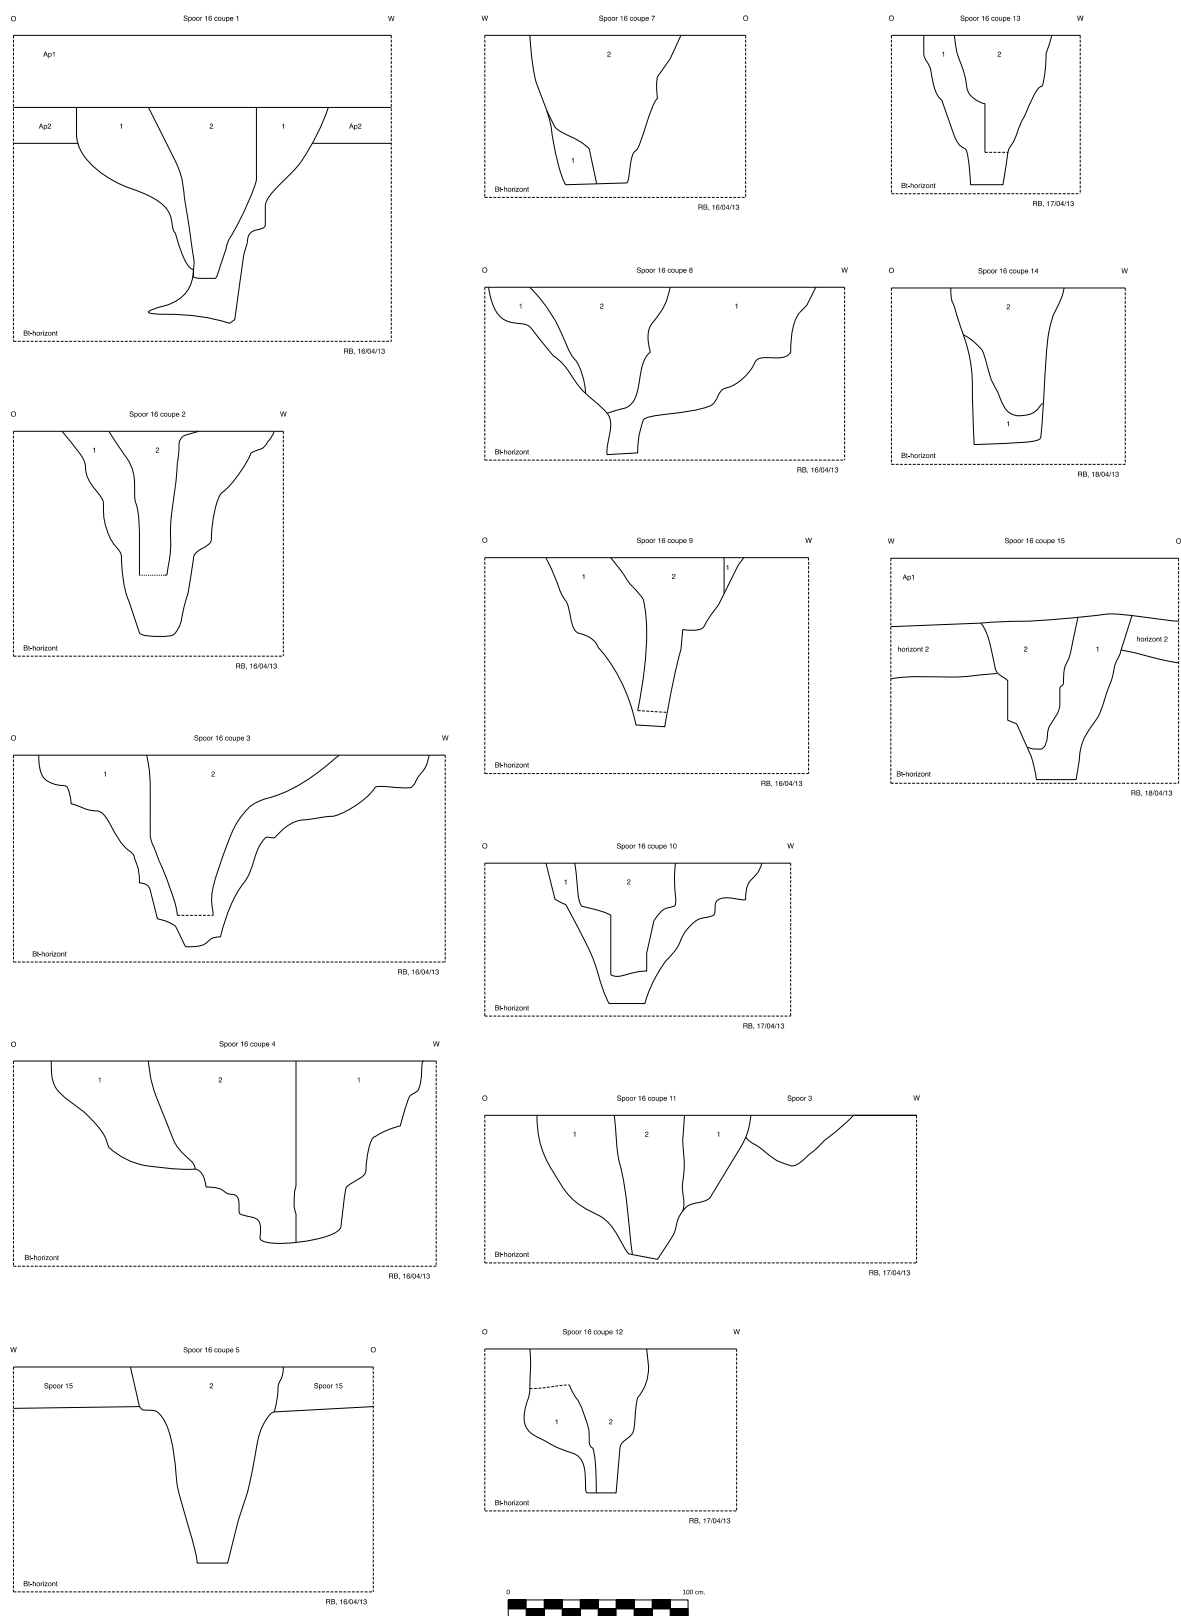 O Spoor 16 coupe 1 W
Ap1
Ap2 1 2 1 Ap2
Bt-horizont
RB, 16/04/13
O Spoor 16 coupe 2 W
1 2
Bt-horizont
RB, 16/04/13
O Spoor 16 coupe 3 W
1 2
Bt-horizont
RB, 16/04/13
O Spoor 16 coupe 4 W
1 2 1
Bt-horizont
RB, 16/04/13
W Spoor 16 coupe 5 O
Spoor 15 2 Spoor 15
Bt-horizont
RB, 16/04/13
W Spoor 16 coupe 7 O
2
1
Bt-horizont
RB, 16/04/13
O Spoor 16 coupe 8 W
1 2 1
Bt-horizont
RB, 16/04/13
O Spoor 16 coupe 9 W
1 2 1
Bt-horizont
RB, 16/04/13
O Spoor 16 coupe 10 W
1 2
Bt-horizont
RB, 17/04/13
O Spoor 16 coupe 11 Spoor 3 W
1 2 1
Bt-horizont
RB, 17/04/13
O Spoor 16 coupe 12 W
1 2
Bt-horizont
RB, 17/04/13
O Spoor 16 coupe 13 W
1 2
Bt-horizont
RB, 17/04/13
O Spoor 16 coupe 14 W
2
1
Bt-horizont
RB, 18/04/13
W Spoor 16 coupe 15 O
Ap1
horizont 2 2 1 horizont 2
Bt-horizont
RB, 18/04/13
0 100 cm.